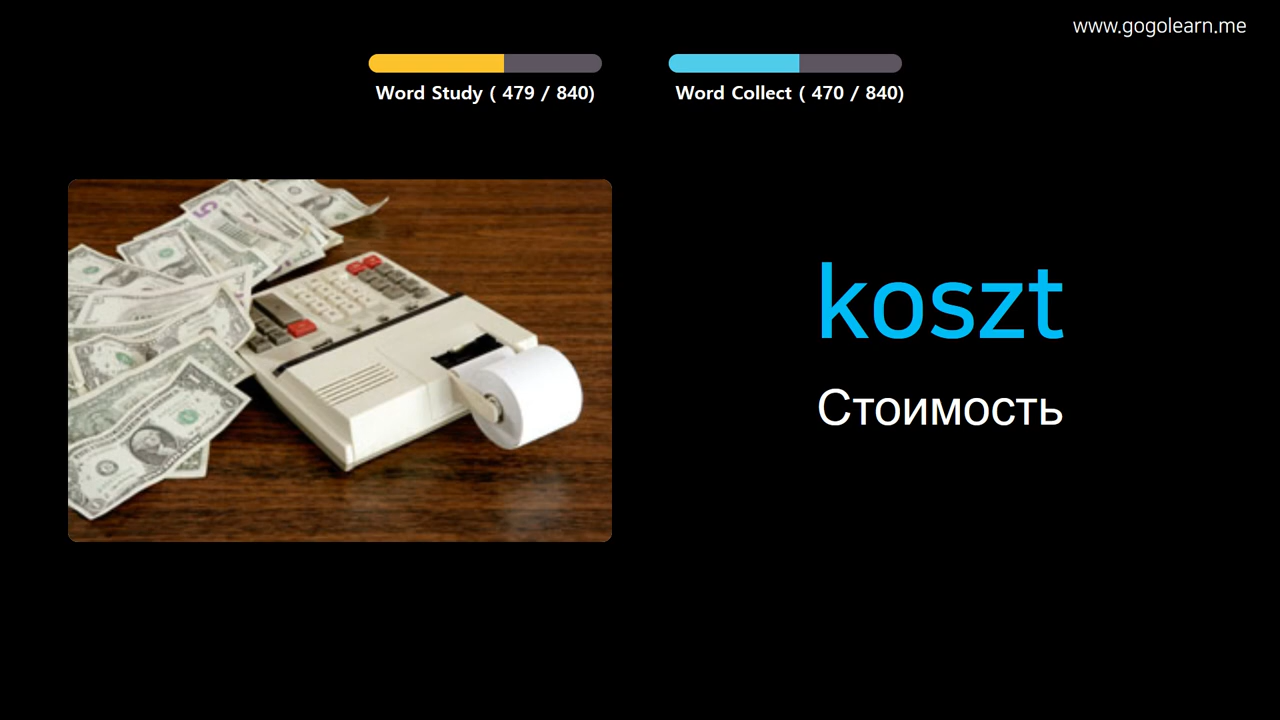 www.gogolearn.me
Word Study ( 479 / 840)
Word Collect ( 470 / 840)
koszt
Стоимость